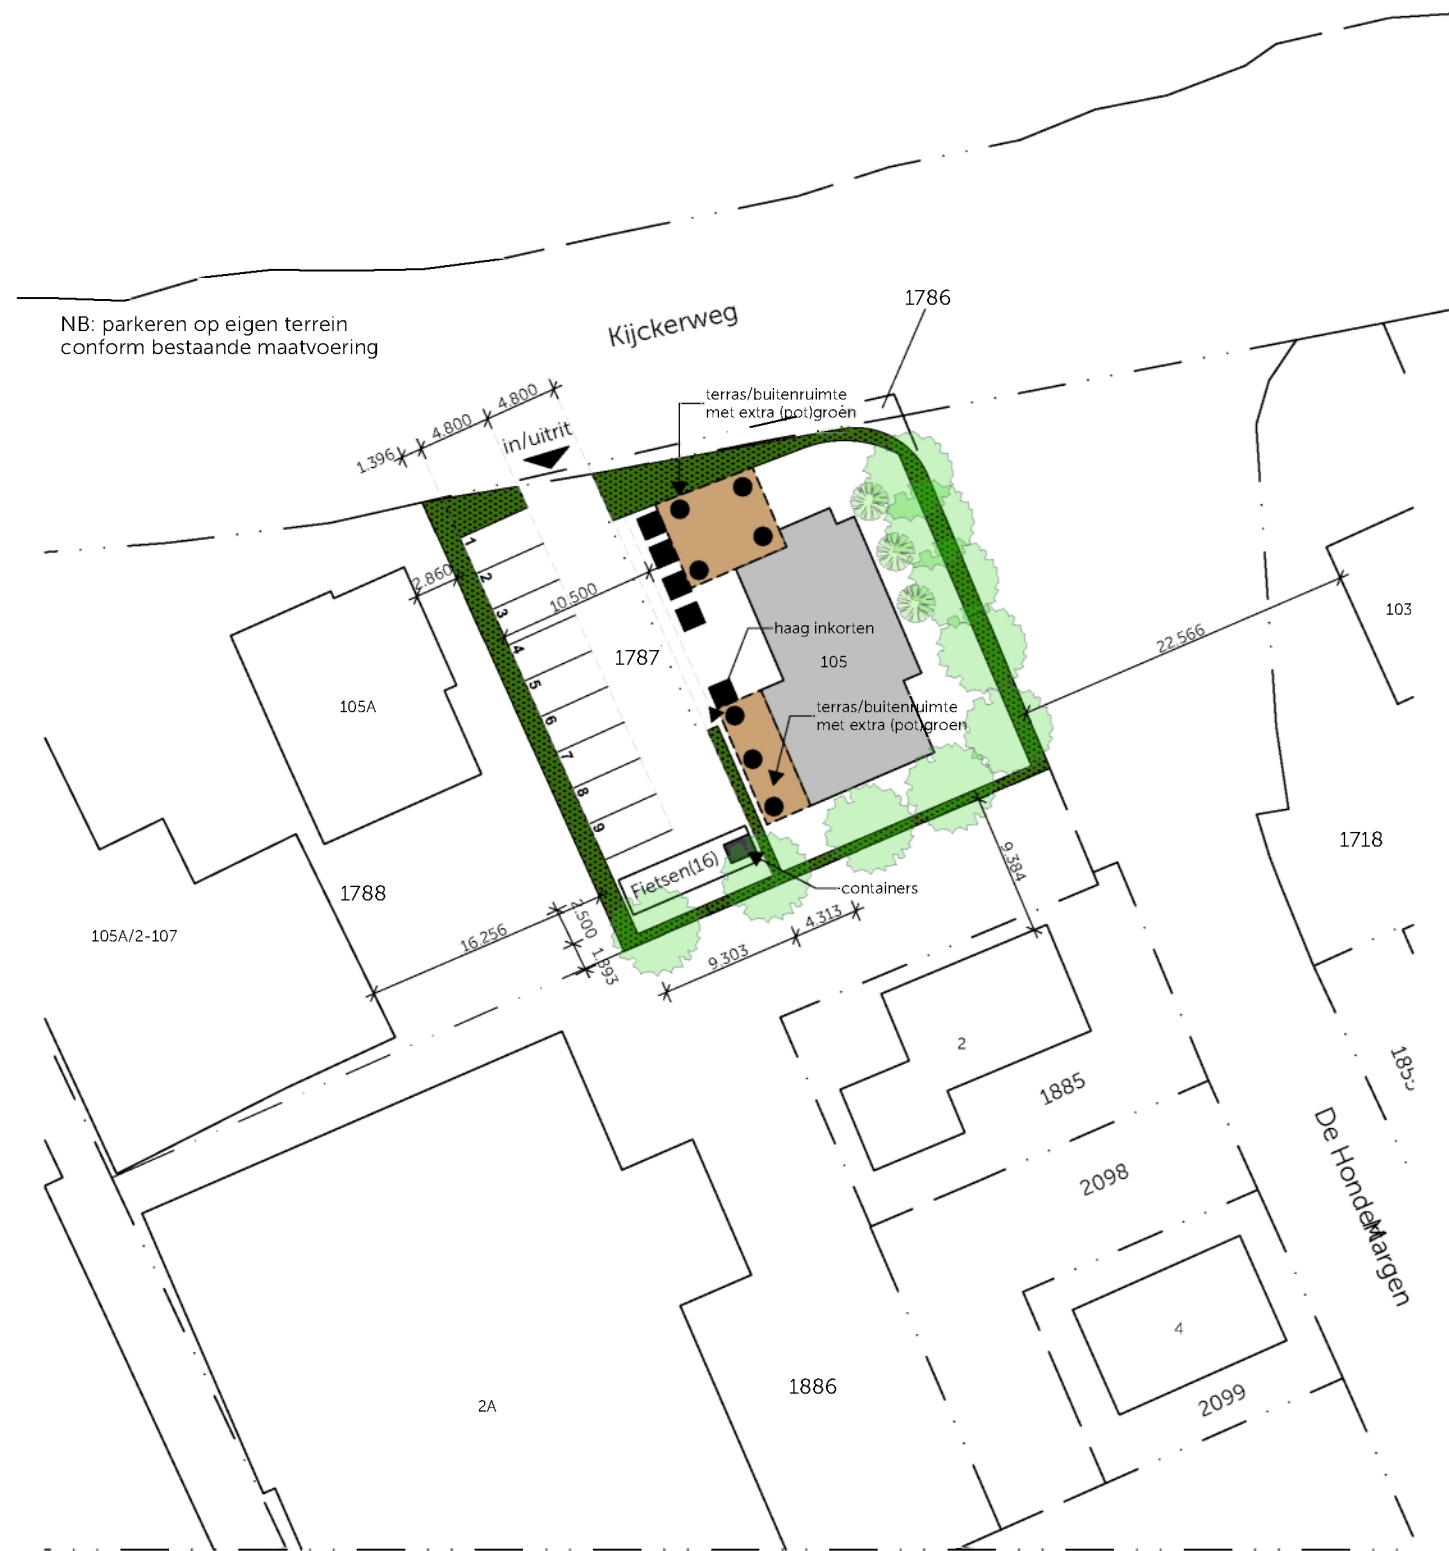 1786
Kijckerweg
NB: parkeren op eigen terrein
conform bestaande maatvoering
terras/buitenruimte
met extra (pot)groen
4.800
4.800
1.396
in/uitrit
1
2
3
4
5
6
7
8
9
2.860
10.500
103
haag inkorten
22.566
1787
105
105A
terras/buitenruimte
met extra (pot)groen
1718
Fietsen(16)
9.384
containers
1788
105A/2-107
16.256
2.500
1.393
9.303
4.313
2
1885
De Hondelmargen
2098
4
1886
2099
2A